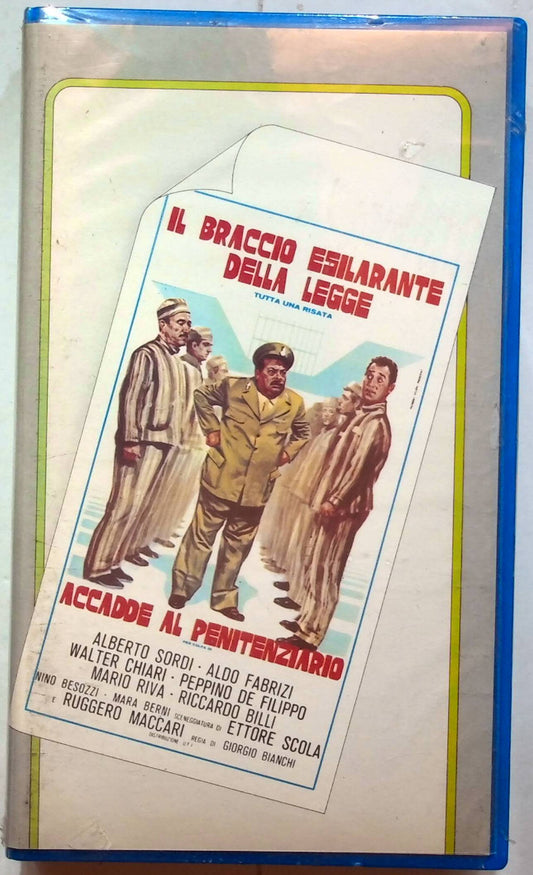 IL BRACCIO ESILARANTE
DELLA LEGGE
TUTTA UNA RISATA
ACCADDE AL PENITENZIARIO
ALBERTO SORDI · ALDO FABRIZI
WALTER CHIARI · PEPPINO DE FILIPPO
MARIO RIVA · RICCARDO BILLI
NINO BESOZZI · MARA BERNI SCENEGGIATURA DI ETTORE SCOLA
E RUGGERO MACCARI REGIA DI GIORGIO BIANCHI
DISTRIBUZIONE